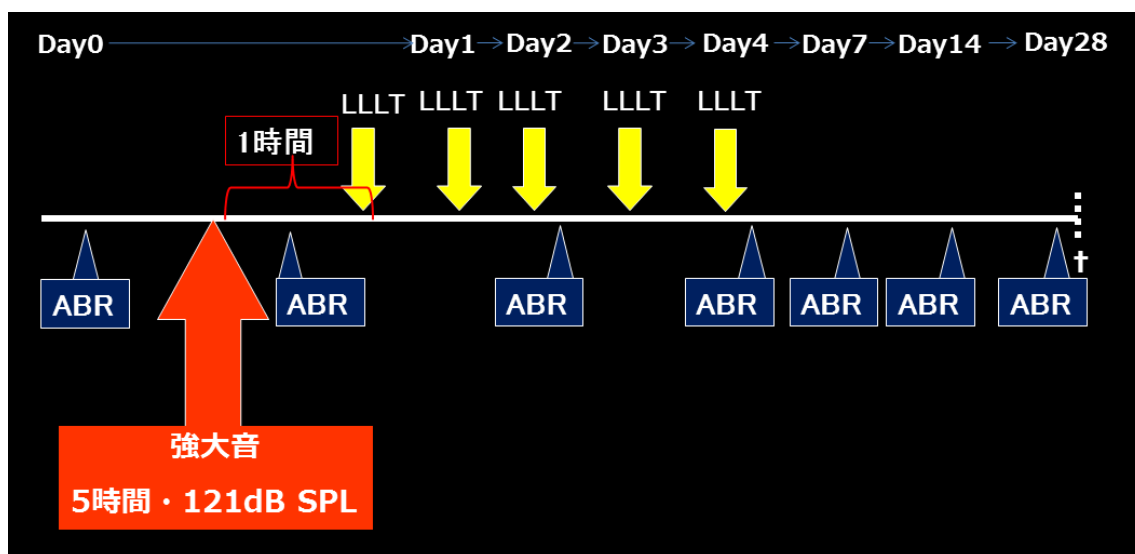 Day0 → Day1 → Day2 → Day3 → Day4 → Day7 → Day14 → Day28
LLLT LLLT LLLT LLLT LLLT
1時間
†
ABR ABR ABR ABR ABR ABR ABR
強大音
5時間・121dB SPL